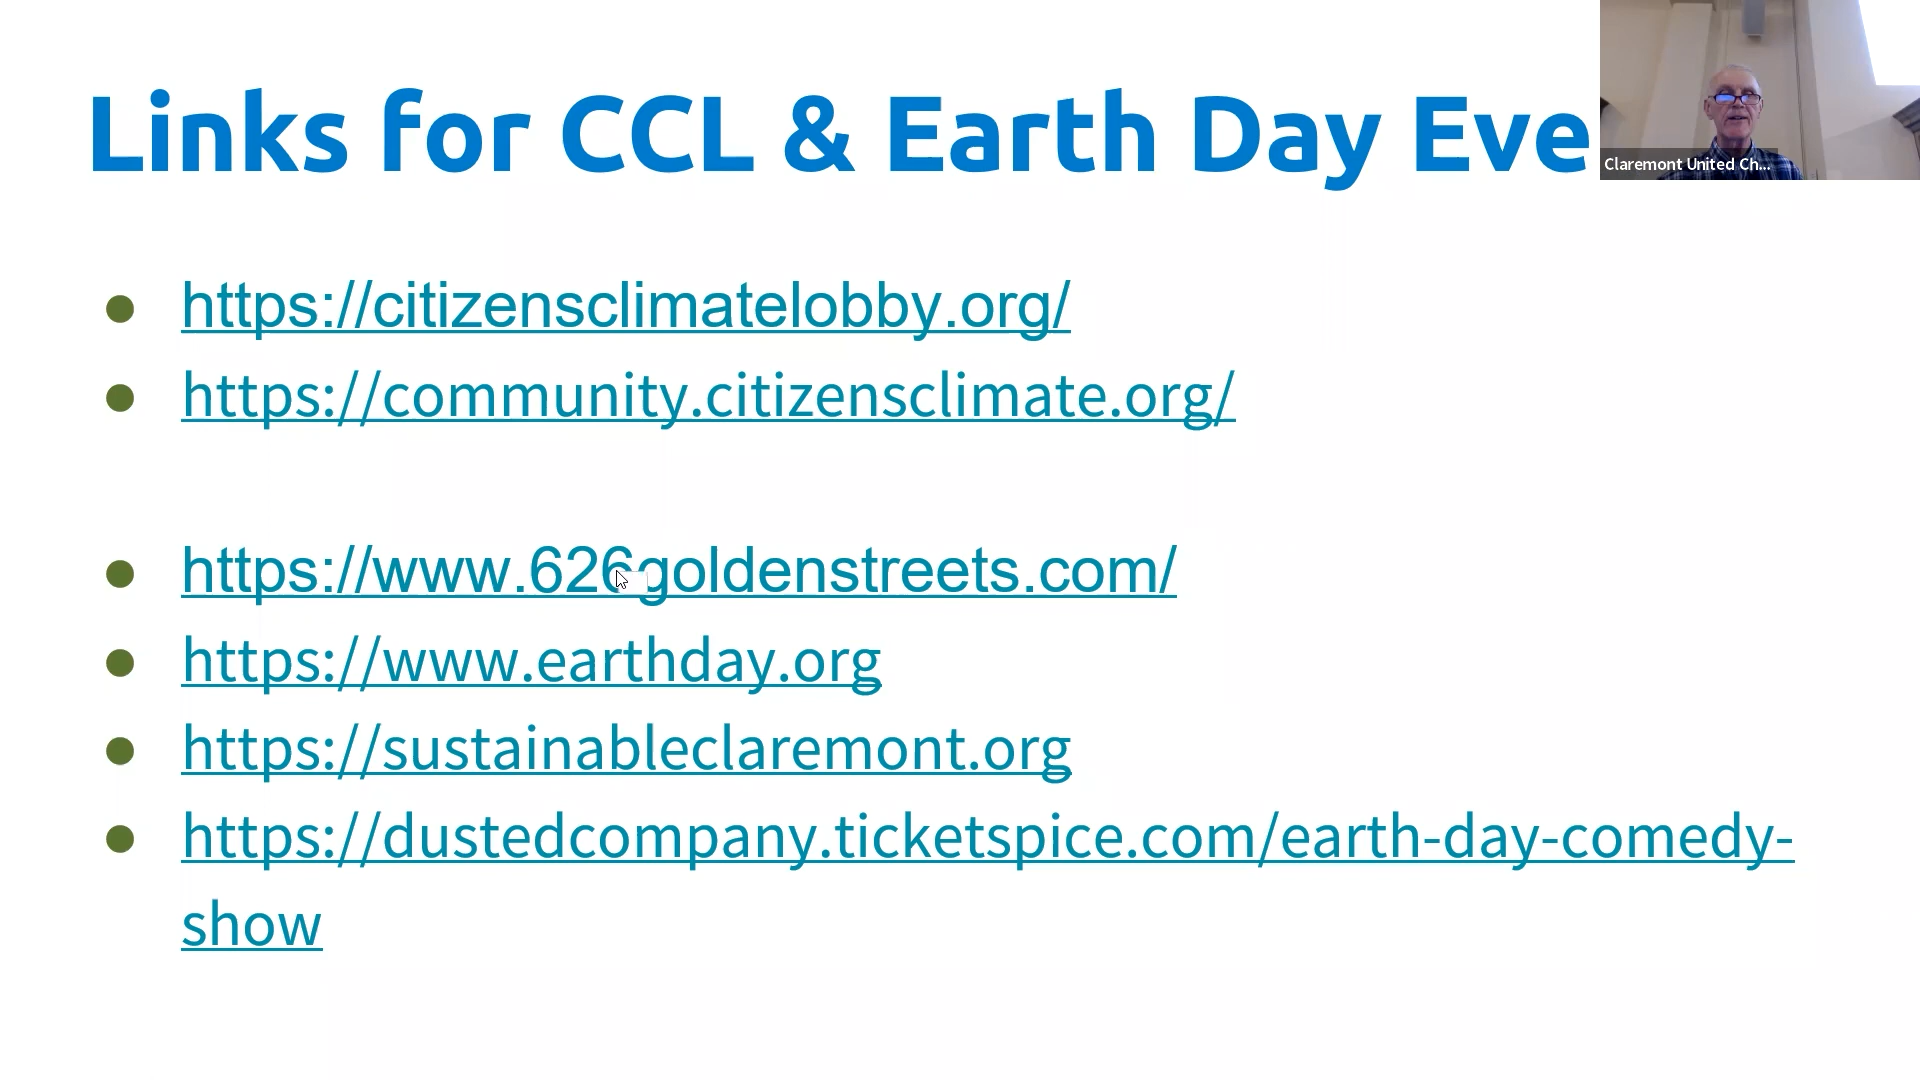 Links for CCL & Earth Day Eve
Claremont United Ch...
https://citizensclimatelobby.org/
https://community.citizensclimate.org/
https://www.626goldenstreets.com/
https://www.earthday.org
https://sustainableclaremont.org
https://dustedcompany.ticketspice.com/earth-day-comedy-
show